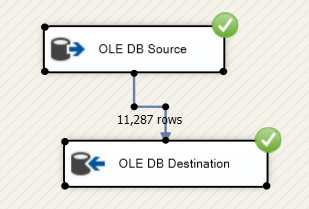 OLE DB Source
11,287 rows
OLE DB Destination